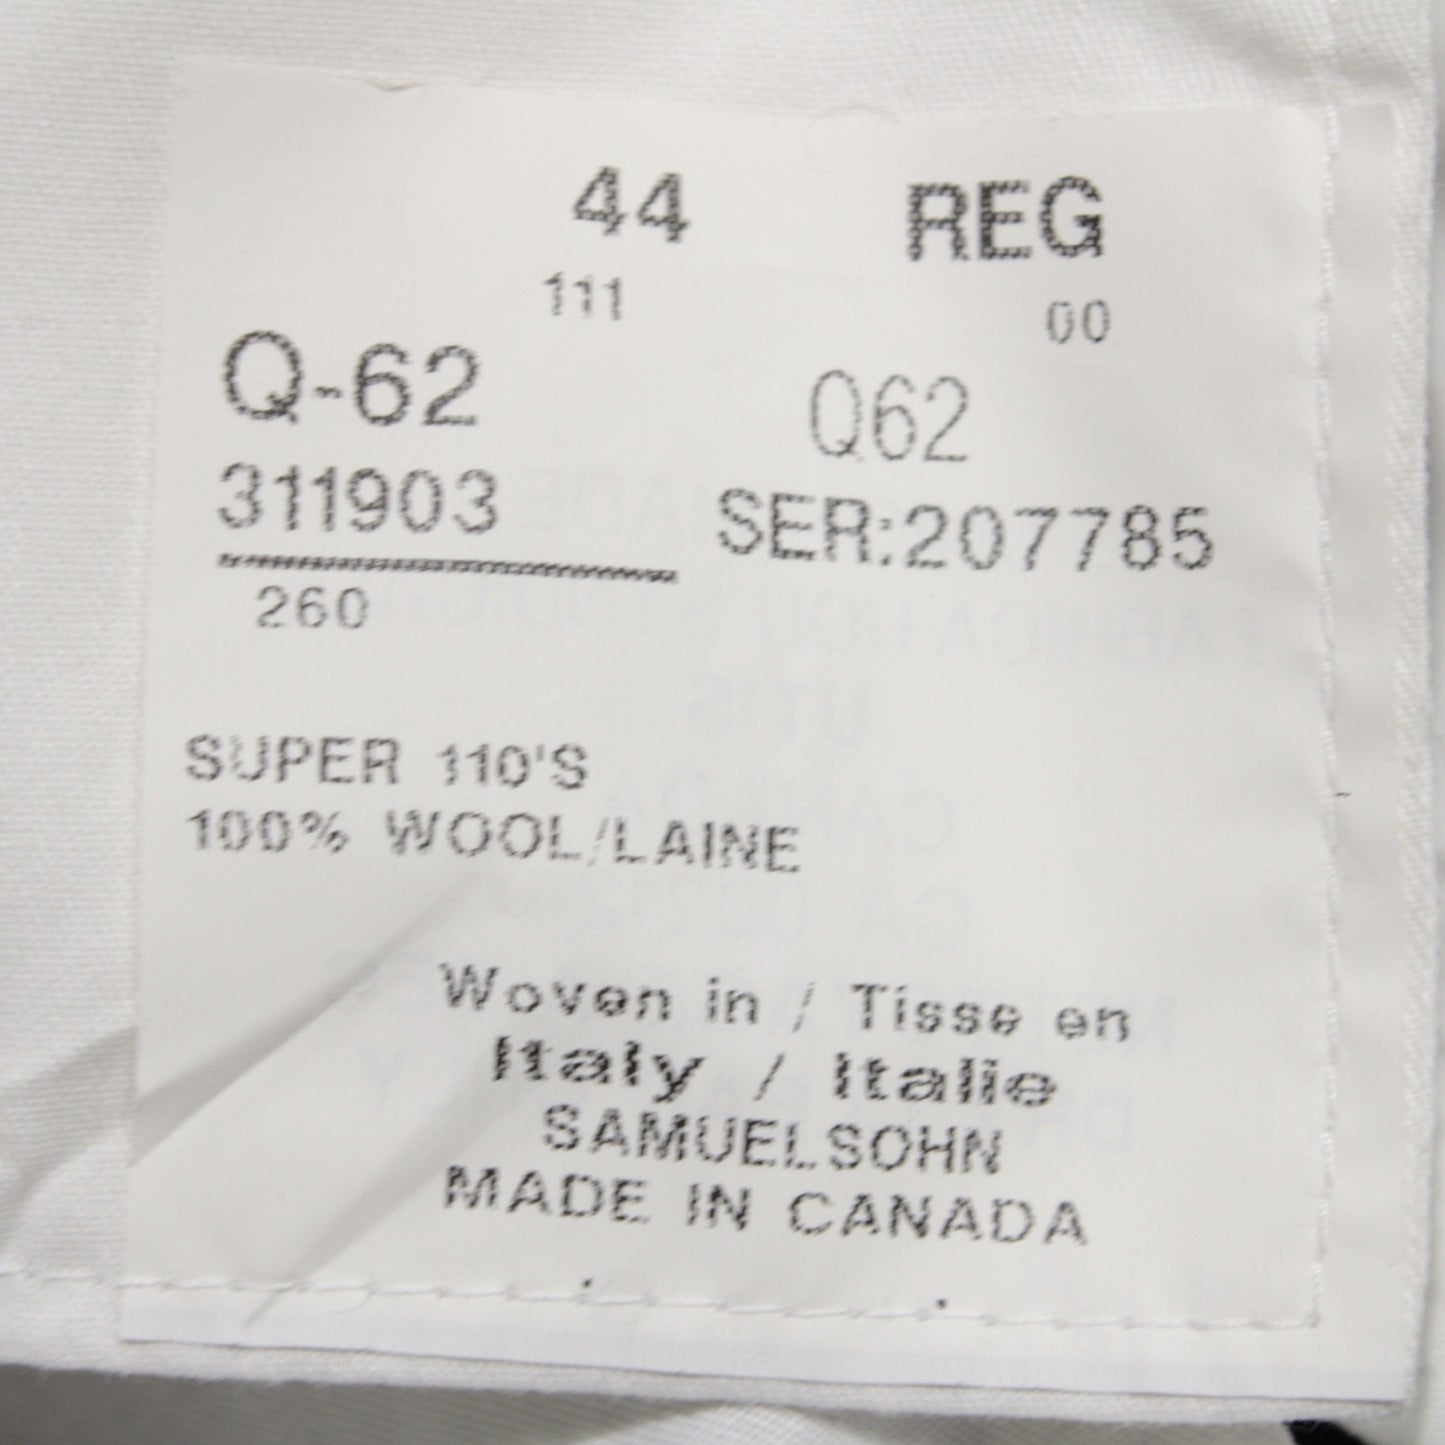 44 REG
111 00
Q-62 Q62
311903 SER:207785
260
SUPER 110'S
100% WOOL/LAINE
Woven in / Tisse en
Italy / Italie
SAMUELSOHN
MADE IN CANADA